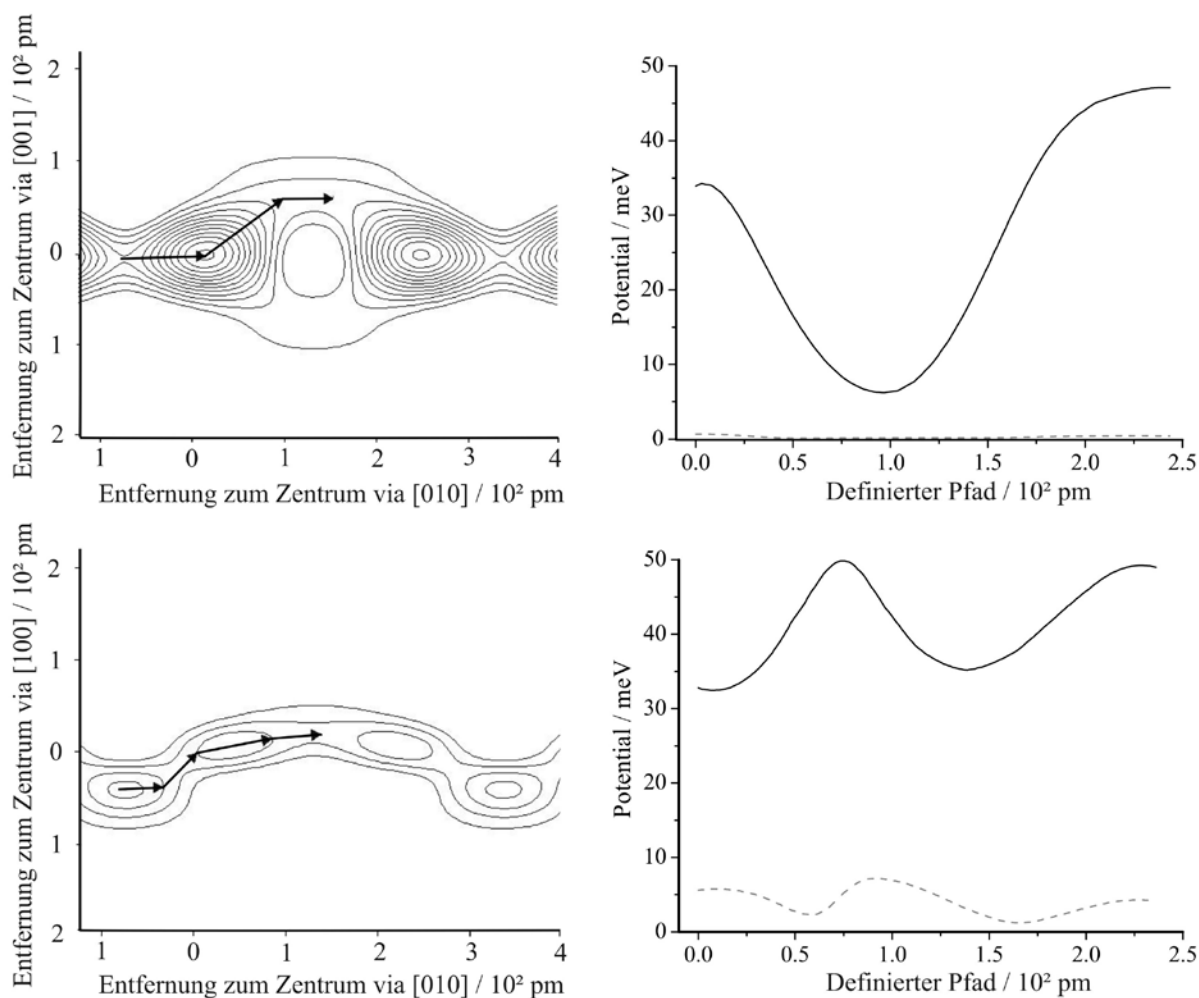 Entfernung zum Zentrum via [001] / 10² pm
2
1
0
1
2
1 0 1 2 3 4
Entfernung zum Zentrum via [010] / 10² pm
Potential / meV
50
40
30
20
10
0
0.0 0.5 1.0 1.5 2.0 2.5
Definierter Pfad / 10² pm
Entfernung zum Zentrum via [100] / 10² pm
2
1
0
1
2
1 0 1 2 3 4
Entfernung zum Zentrum via [010] / 10² pm
Potential / meV
50
40
30
20
10
0
0.0 0.5 1.0 1.5 2.0 2.5
Definierter Pfad / 10² pm